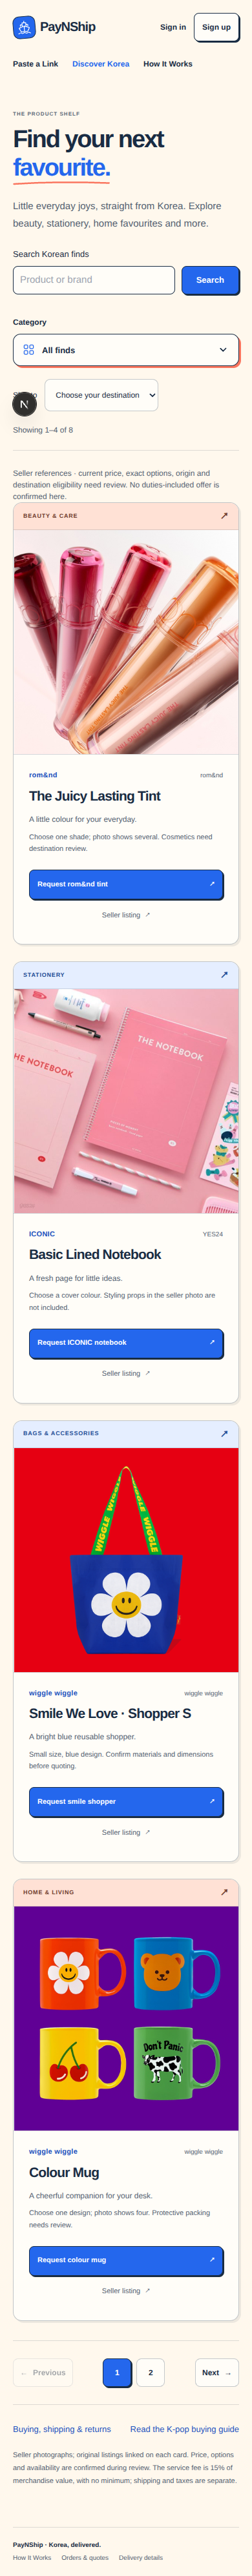 PayNShip
Sign in
Sign up
Paste a Link
Discover Korea
How It Works
THE PRODUCT SHELF
Find your next
favourite.
Little everyday joys, straight from Korea. Explore
beauty, stationery, home favourites and more.
Search Korean finds
Product or brand
Search
Category
All finds
N
Choose your destination
Showing 1–4 of 8
Seller references · current price, exact options, origin and
destination eligibility need review. No duties-included offer is
confirmed here.
BEAUTY & CARE ↗
rom&nd
rom&nd
The Juicy Lasting Tint
A little colour for your everyday.
Choose one shade; photo shows several. Cosmetics need
destination review.
Request rom&nd tint ↗
Seller listing ↗
STATIONERY ↗
THE NOTEBOOK
THE NOTEBOOK
ICONIC
YES24
Basic Lined Notebook
A fresh page for little ideas.
Choose a cover colour. Styling props in the seller photo are
not included.
Request ICONIC notebook ↗
Seller listing ↗
BAGS & ACCESSORIES ↗
WIGGLE WIGGLE
wiggle wiggle
wiggle wiggle
Smile We Love · Shopper S
A bright blue reusable shopper.
Small size, blue design. Confirm materials and dimensions
before quoting.
Request smile shopper ↗
Seller listing ↗
HOME & LIVING ↗
Don't Panic
wiggle wiggle
wiggle wiggle
Colour Mug
A cheerful companion for your desk.
Choose one design; photo shows four. Protective packing
needs review.
Request colour mug ↗
Seller listing ↗
← Previous
1
2
Next →
Buying, shipping & returns
Read the K-pop buying guide
Seller photographs; original listings linked on each card. Price, options
and availability are confirmed during review. The service fee is 15% of
merchandise value, with no minimum; shipping and taxes are separate.
PayNShip · Korea, delivered.
How It Works
Orders & quotes
Delivery details